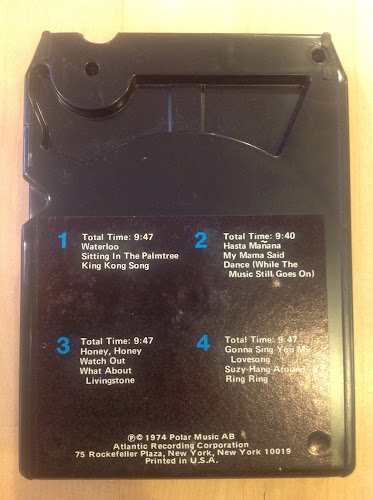 1
Total Time: 9:47
Waterloo
Sitting In The Palmtree
King Kong Song
2
Total Time: 9:40
Hasta Mañana
My Mama Said
Dance (While The
Music Still Goes On)
3
Total Time: 9:47
Honey, Honey
Watch Out
What About
Livingstone
4
Total Time: 9:47
Gonna Sing You My
Lovesong
Suzy-Hang-Around
Ring Ring
Ⓟ© 1974 Polar Music AB
Atlantic Recording Corporation
75 Rockefeller Plaza, New York, New York 10019
Printed in U.S.A.